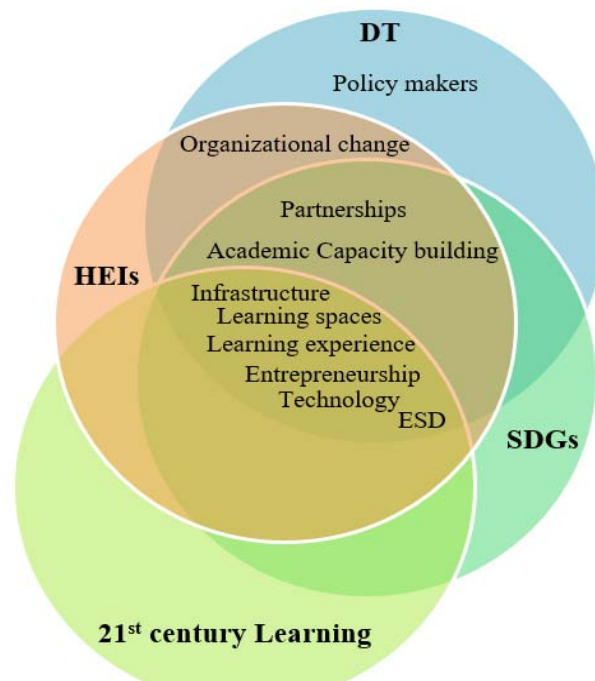 DT
Policy makers
Organizational change
Partnerships
Academic Capacity building
HEIs
Infrastructure
Learning spaces
Learning experience
Entrepreneurship
Technology
ESD
SDGs
21st century Learning